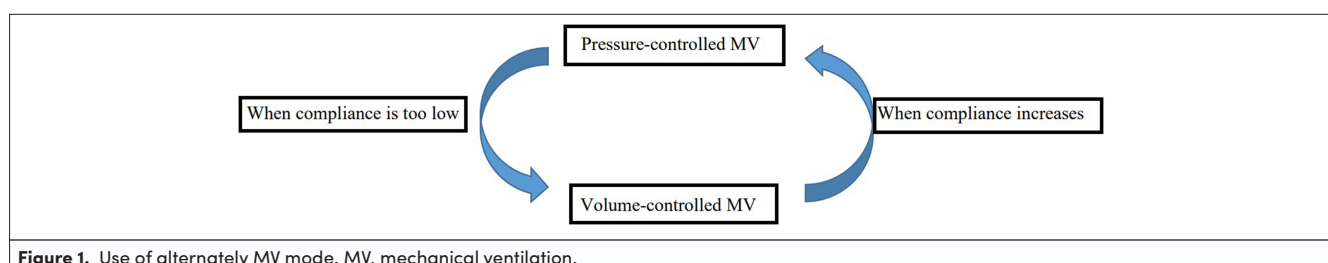 Pressure-controlled MV
When compliance is too low
When compliance increases
Volume-controlled MV
Figure 1. Use of alternately MV mode. MV, mechanical ventilation.